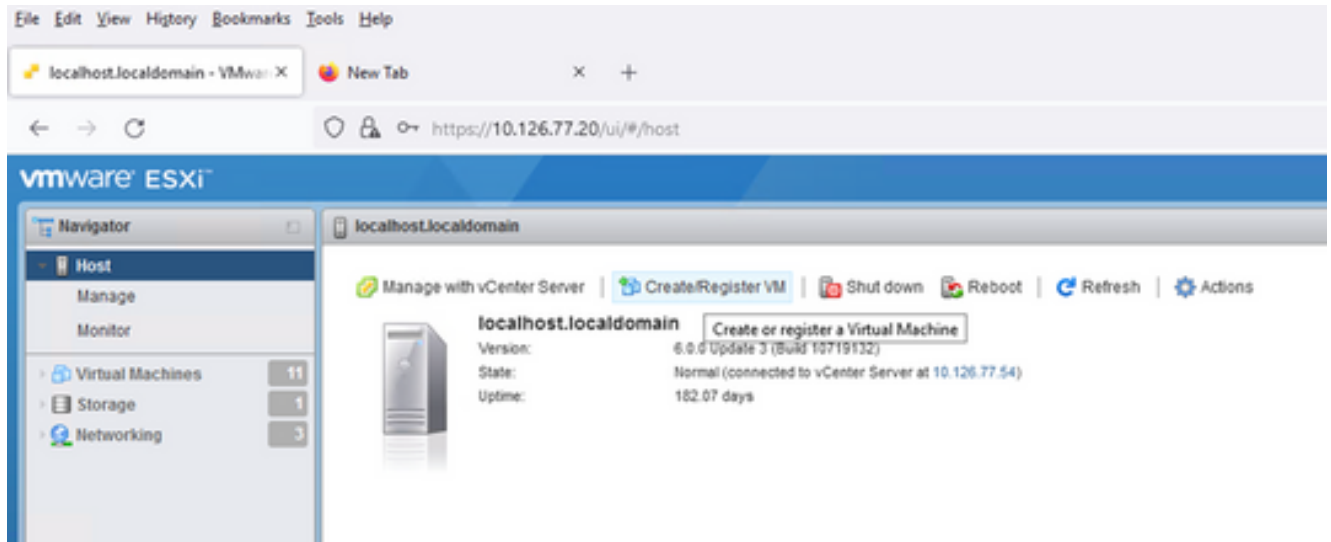 File Edit View History Bookmarks Tools Help
localhost.localdomain - VMwar
New Tab
https://10.126.77.20/ui/#/host
vmware ESXi™
Navigator
localhost.localdomain
Host
Manage
Monitor
Virtual Machines 11
Storage 1
Networking 3
Manage with vCenter Server Create/Register VM Shut down Reboot Refresh Actions
localhost.localdomain
Create or register a Virtual Machine
Version: 6.0.0 Update 3 (Build 10719132)
State: Normal (connected to vCenter Server at 10.126.77.54)
Uptime: 182.07 days